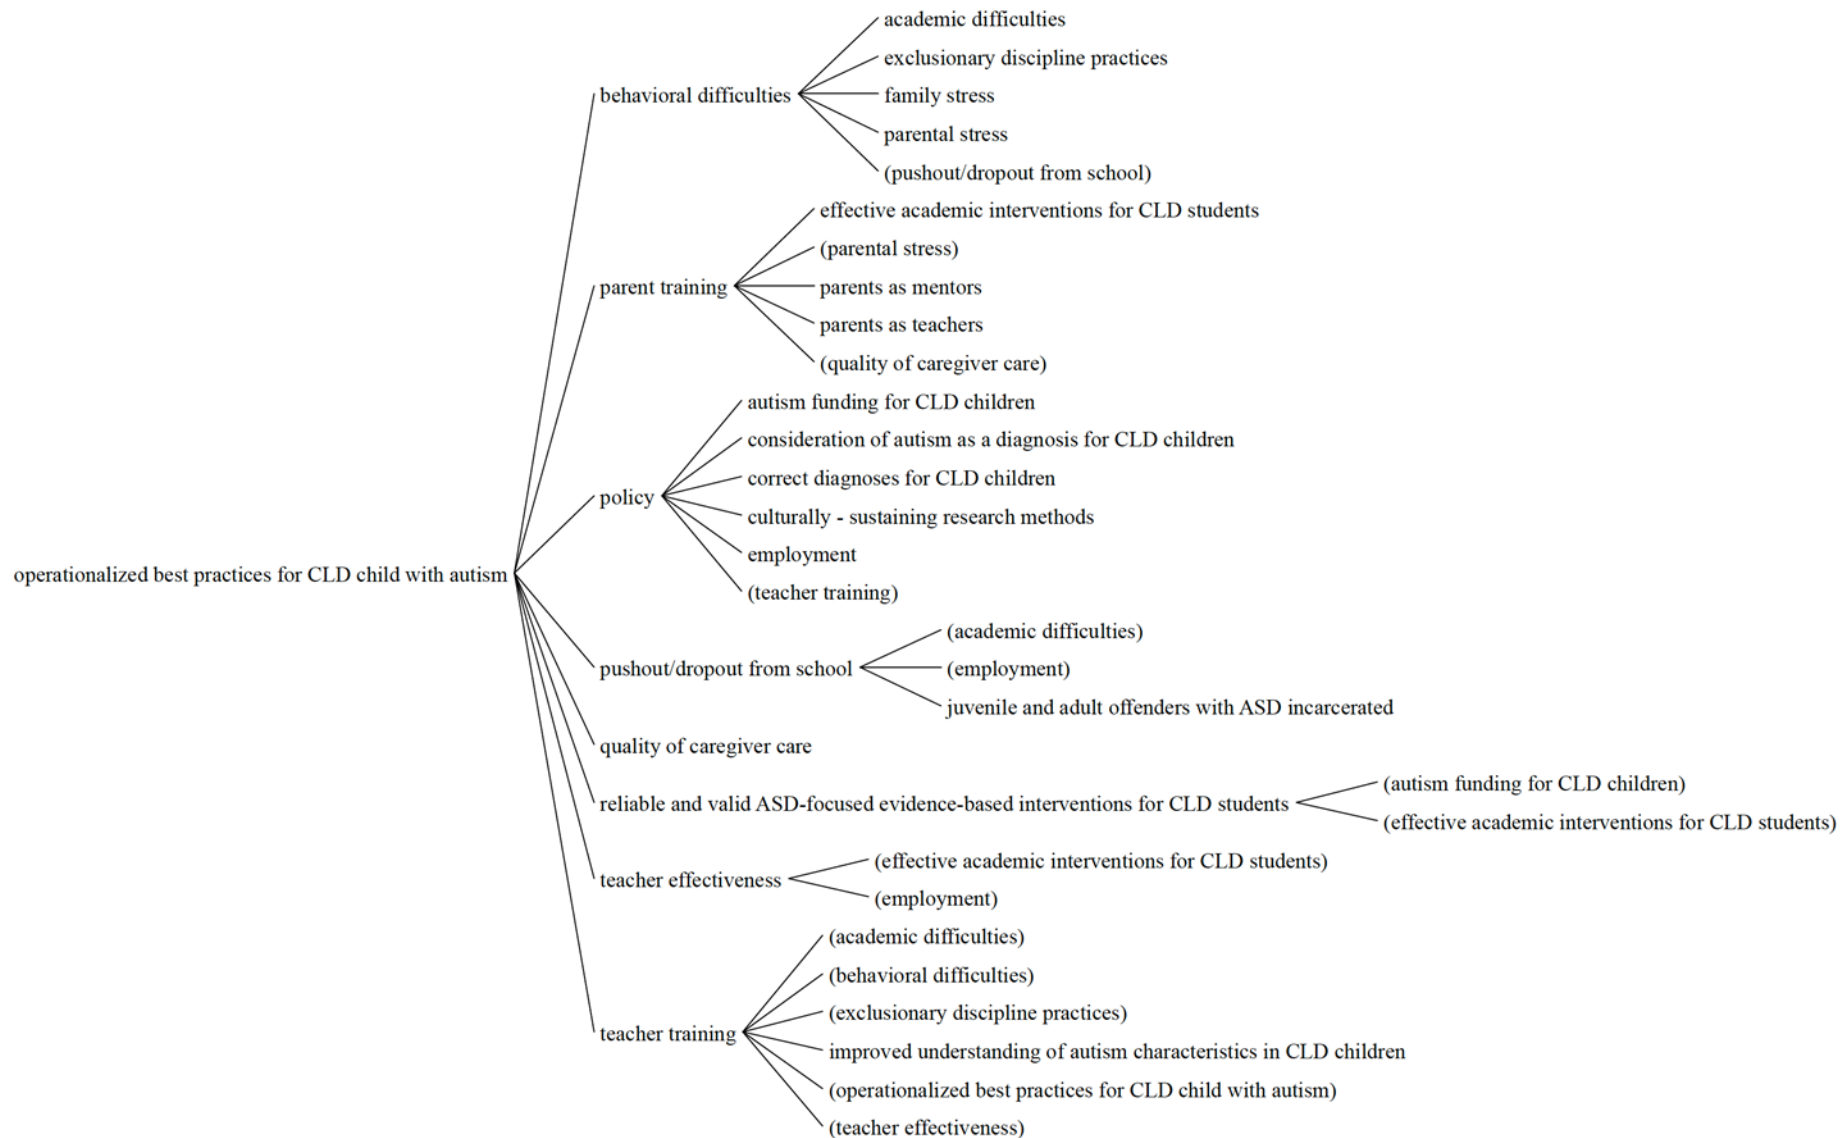 operationalized best practices for CLD child with autism
behavioral difficulties
academic difficulties
exclusionary discipline practices
family stress
parental stress
(pushout/dropout from school)
parent training
effective academic interventions for CLD students
(parental stress)
parents as mentors
parents as teachers
(quality of caregiver care)
policy
autism funding for CLD children
consideration of autism as a diagnosis for CLD children
correct diagnoses for CLD children
culturally - sustaining research methods
employment
(teacher training)
pushout/dropout from school
(academic difficulties)
(employment)
juvenile and adult offenders with ASD incarcerated
quality of caregiver care
reliable and valid ASD-focused evidence-based interventions for CLD students
(autism funding for CLD children)
(effective academic interventions for CLD students)
teacher effectiveness
(effective academic interventions for CLD students)
(employment)
teacher training
(academic difficulties)
(behavioral difficulties)
(exclusionary discipline practices)
improved understanding of autism characteristics in CLD children
(operationalized best practices for CLD child with autism)
(teacher effectiveness)